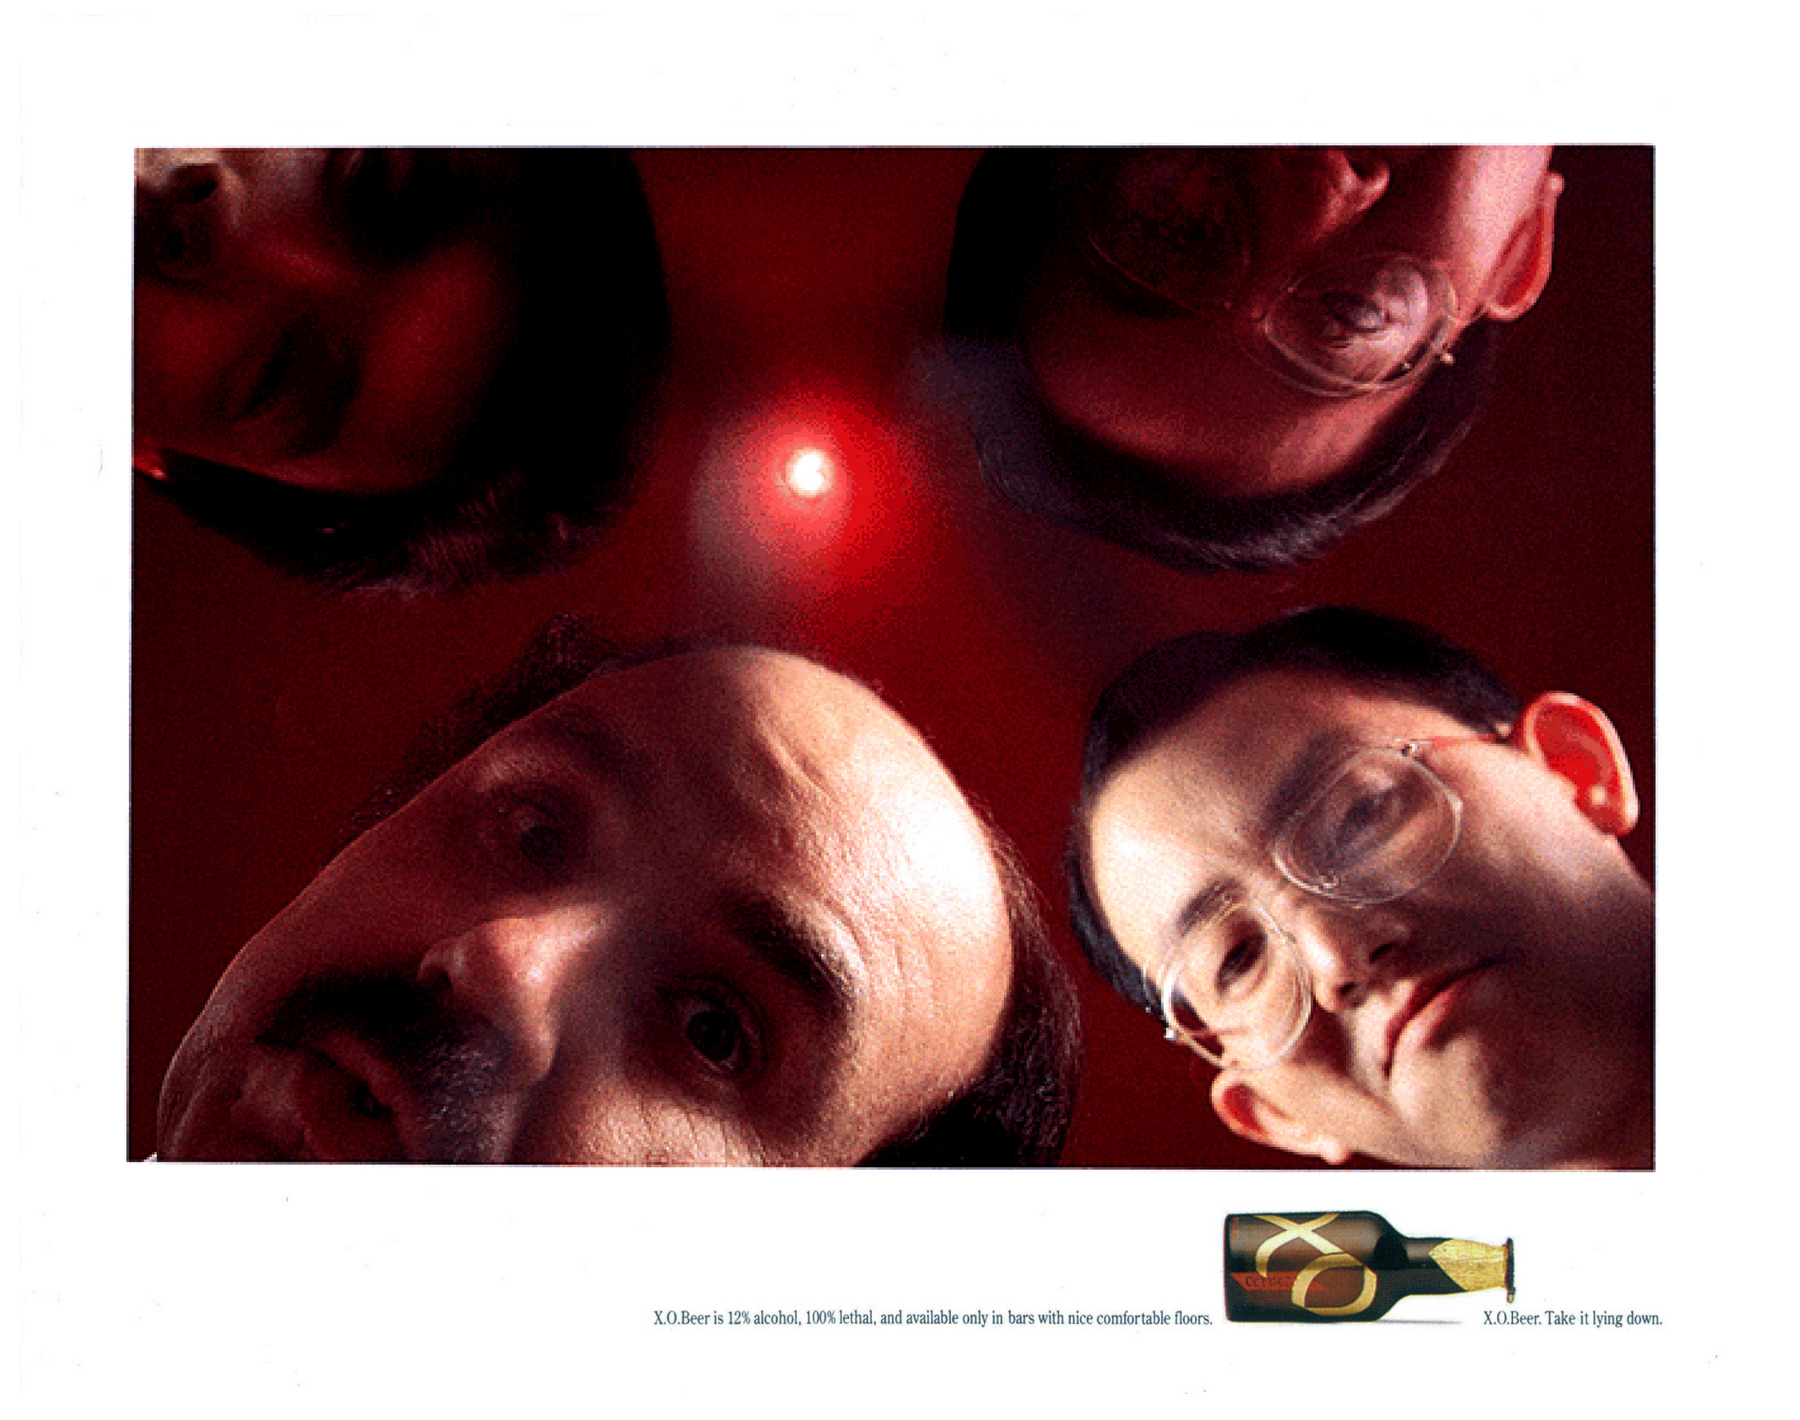 XO
X.O.Beer is 12% alcohol, 100% lethal, and available only in bars with nice comfortable floors.
X.O.Beer. Take it lying down.